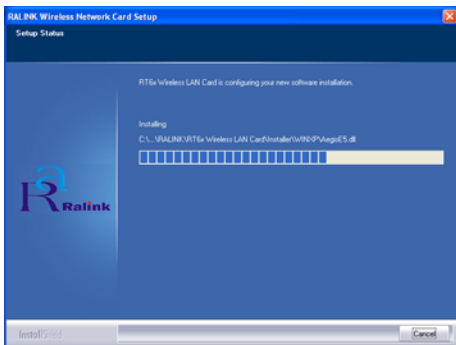 RALINK Wireless Network Card Setup
Setup Status
RT6x Wireless LAN Card is configuring your new software installation.
Installing
C:\...\RALINK\RT6x Wireless LAN Card\Installer\WINXP\AegisE5.dll
Ralink
InstallShield
Cancel